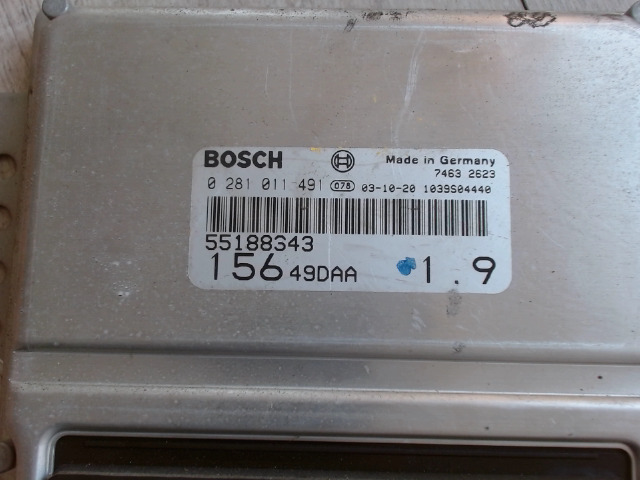 BOSCH Made in Germany
7463 2623
0 281 011 491 078 03-10-20 1039S04440
55188643
156 49DAA 1.9